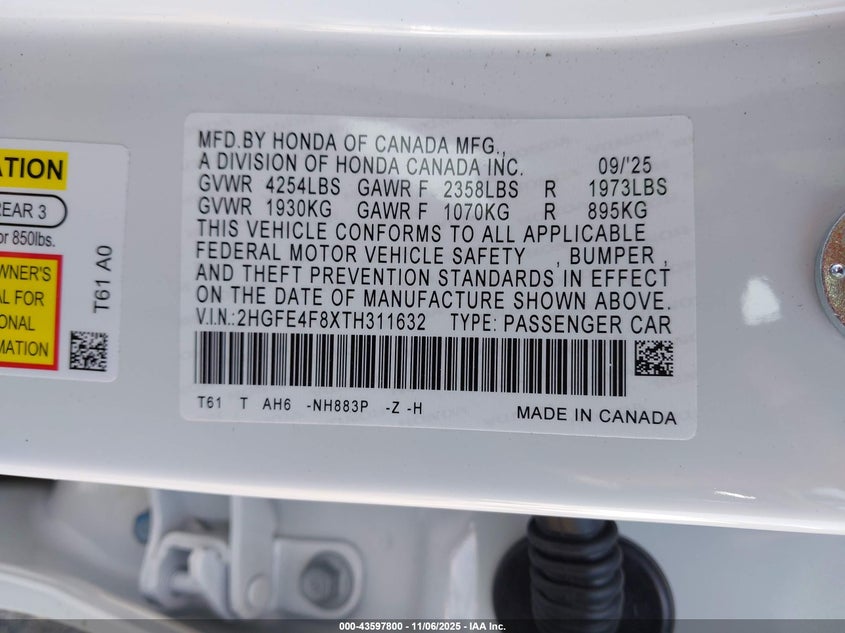 ATION
REAR 3
or 850lbs.
WNER'S
AL FOR
ONAL
MATION
T61 A0
MFD.BY HONDA OF CANADA MFG.,
A DIVISION OF HONDA CANADA INC. 09/'25
GVWR 4254LBS GAWR F 2358LBS R 1973LBS
GVWR 1930KG GAWR F 1070KG R 895KG
THIS VEHICLE CONFORMS TO ALL APPLICABLE
FEDERAL MOTOR VEHICLE SAFETY , BUMPER ,
AND THEFT PREVENTION STANDARDS IN EFFECT
ON THE DATE OF MANUFACTURE SHOWN ABOVE.
V.I.N.:2HGFE4F8XTH311632 TYPE: PASSENGER CAR
T61 T AH6 -NH883P -Z -H MADE IN CANADA
000-43597800 - 11/06/2025 - IAA Inc.